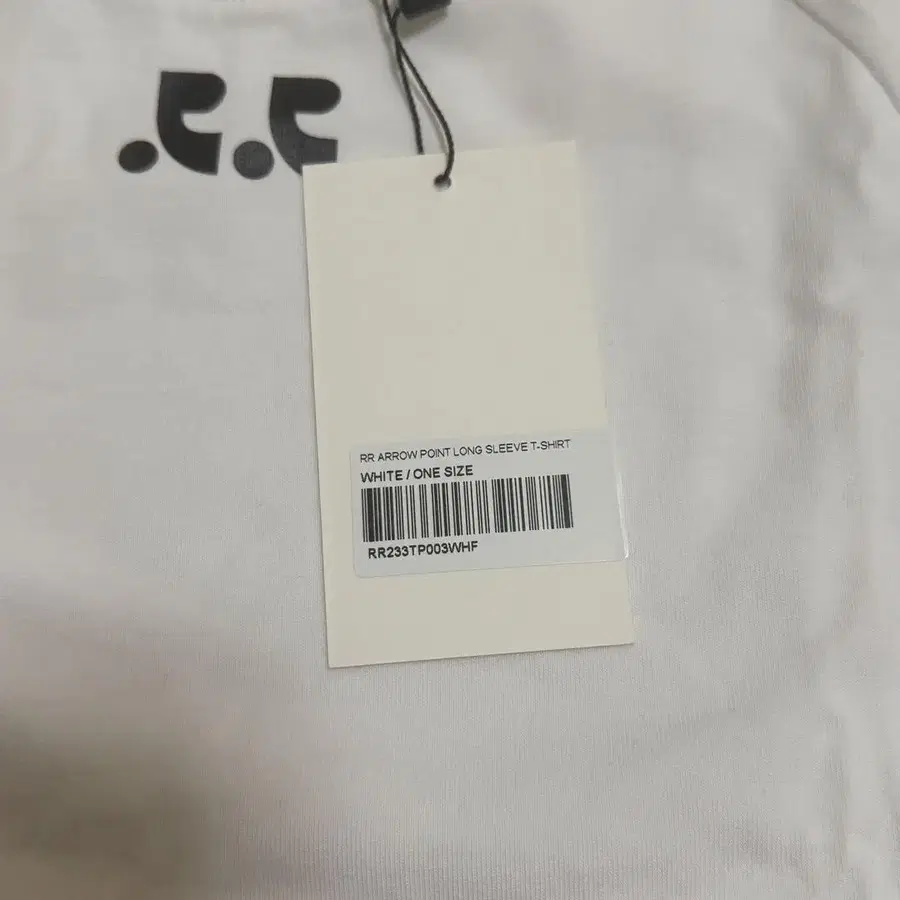 r.r.
RR ARROW POINT LONG SLEEVE T-SHIRT
WHITE / ONE SIZE
RR233TP003WHF